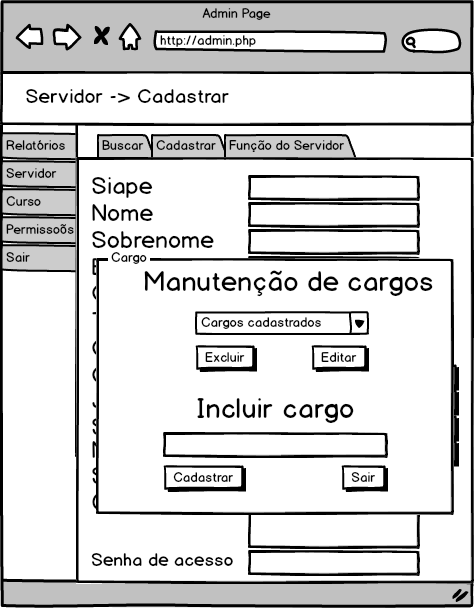 Admin Page
http://admin.php
Servidor -> Cadastrar
Relatórios
Servidor
Curso
Permissoõs
Sair
Buscar
Cadastrar
Função do Servidor
Siape
Nome
Sobrenome
Cargo
Manutenção de cargos
Cargos cadastrados
Excluir
Editar
Incluir cargo
Cadastrar
Sair
Senha de acesso